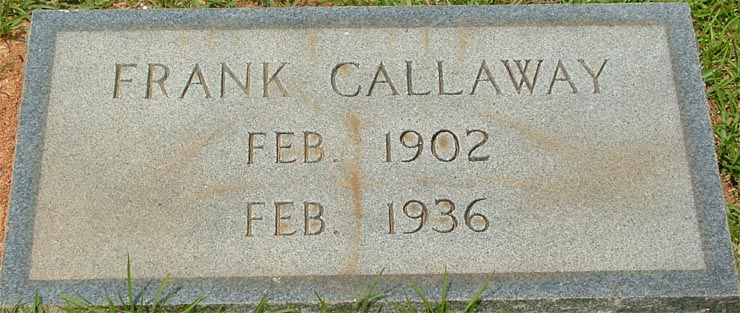 FRANK CALLAWAY
FEB. 1902
FEB. 1936